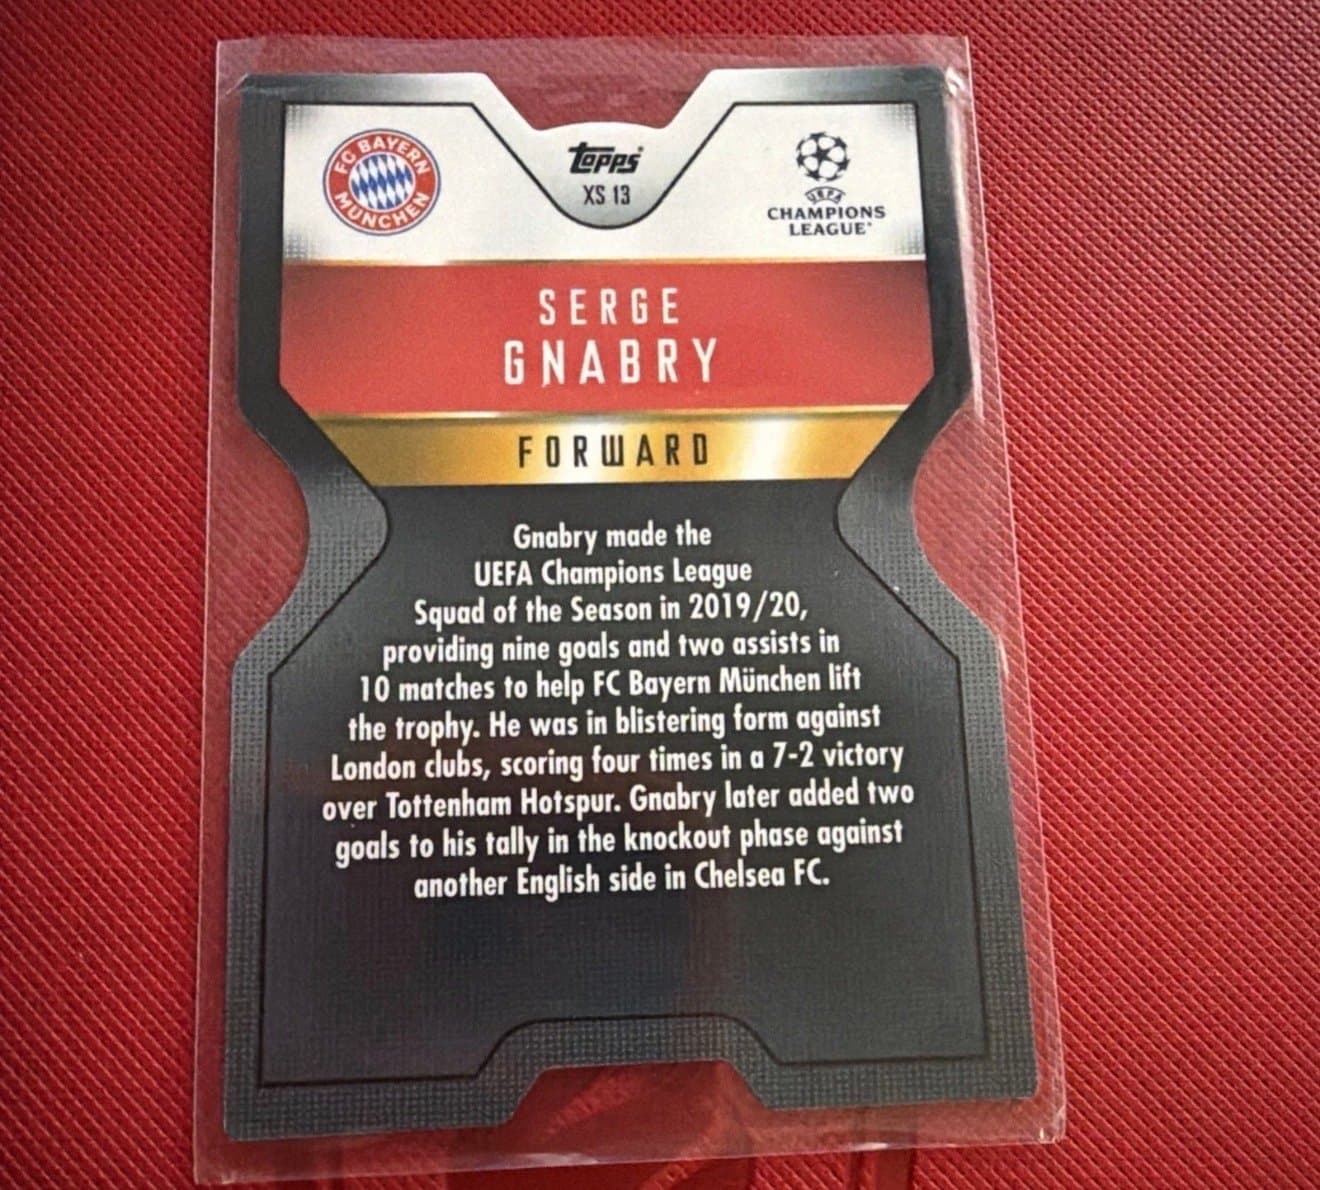 FC BAYERN
MÜNCHEN
Topps
XS 13
UEFA
CHAMPIONS
LEAGUE
SERGE
GNABRY
FORWARD
Gnabry made the
UEFA Champions League
Squad of the Season in 2019/20,
providing nine goals and two assists in
10 matches to help FC Bayern München lift
the trophy. He was in blistering form against
London clubs, scoring four times in a 7-2 victory
over Tottenham Hotspur. Gnabry later added two
goals to his tally in the knockout phase against
another English side in Chelsea FC.